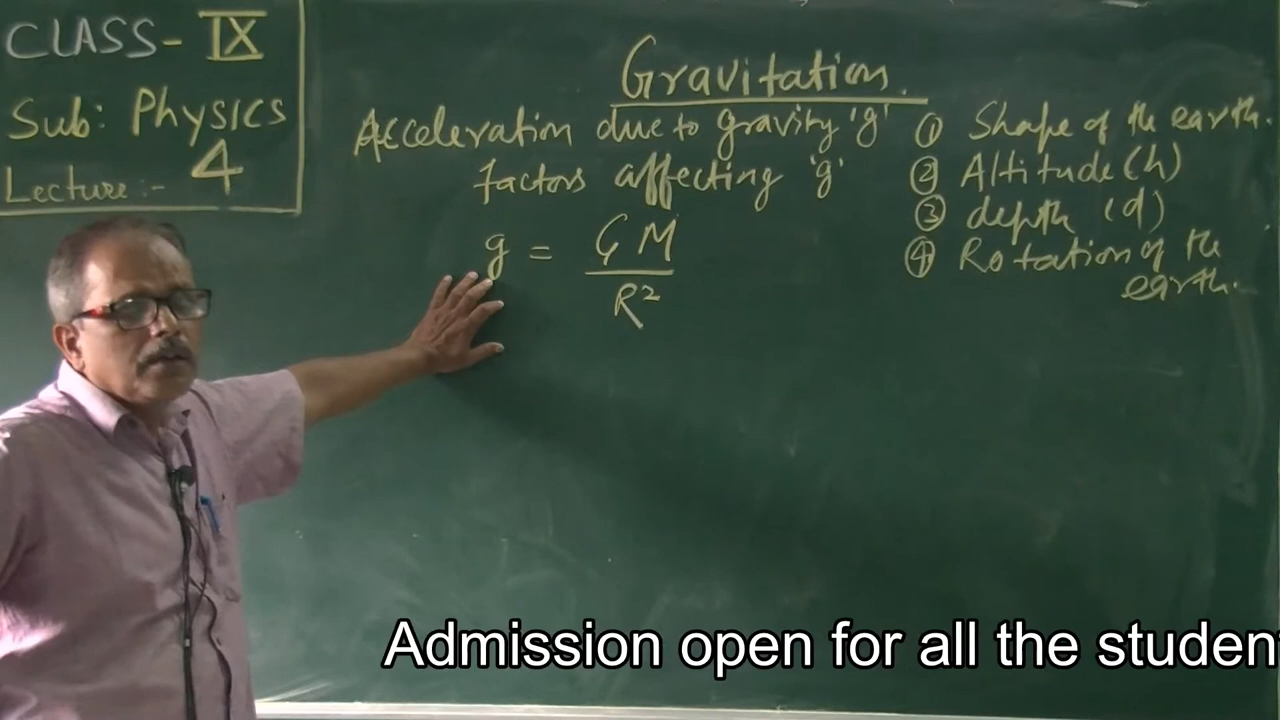 CLASS- IX
Sub: Physics
Lecture:- 4
Gravitation.
Acceleration due to gravity 'g'
factors affecting 'g'
g = GM
R²
① Shape of the earth.
② Altitude (h)
③ depth (d)
④ Rotation of the
earth.
Admission open for all the studen